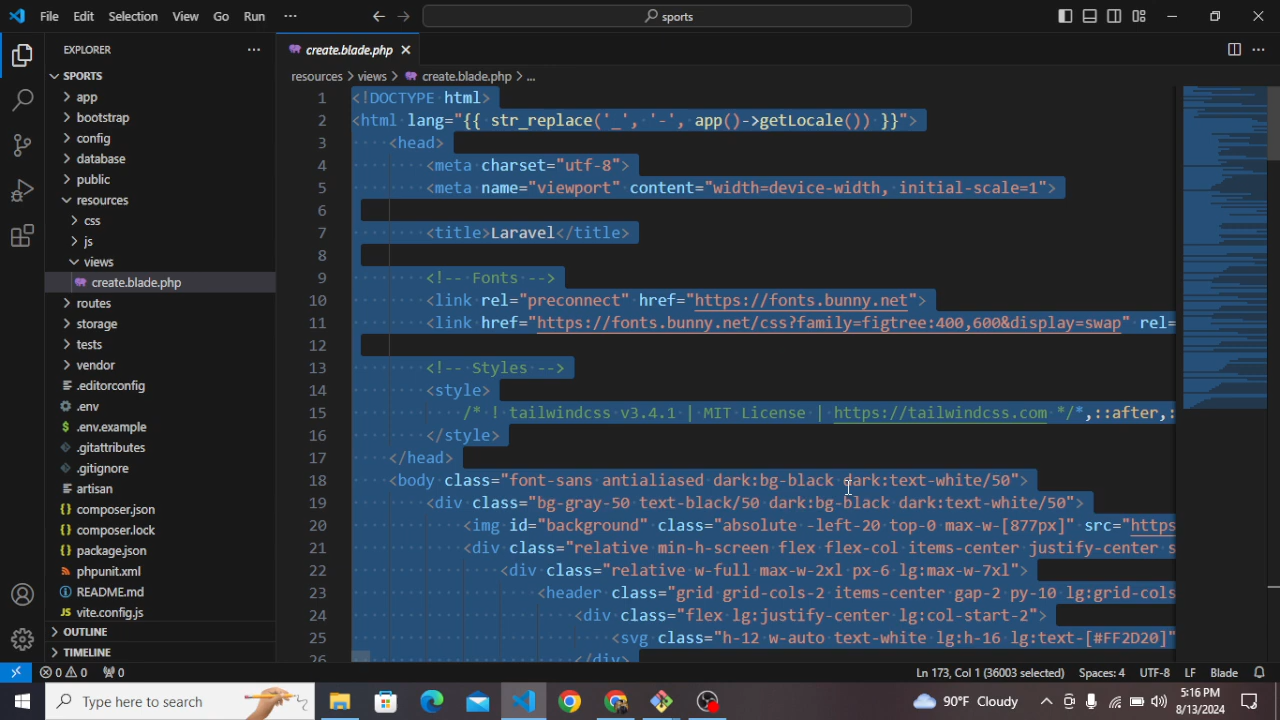 File Edit Selection View Go Run ··· sports
EXPLORER ···
create.blade.php
SPORTS
resources > views > create.blade.php > ...
app
bootstrap
config
database
public
resources
css
js
views
create.blade.php
routes
storage
tests
vendor
.editorconfig
.env
.env.example
.gitattributes
.gitignore
artisan
composer.json
composer.lock
package.json
phpunit.xml
README.md
vite.config.js
OUTLINE
TIMELINE
1 <!DOCTYPE html>
2 <html lang="{{ str_replace('_', '-', app()->getLocale()) }}">
3 <head>
4 <meta charset="utf-8">
5 <meta name="viewport" content="width=device-width, initial-scale=1">
6
7 <title>Laravel</title>
8
9 <!-- Fonts -->
10 <link rel="preconnect" href="https://fonts.bunny.net">
11 <link href="https://fonts.bunny.net/css?family=figtree:400,600&display=swap" rel=
12
13 <!-- Styles -->
14 <style>
15 /* ! tailwindcss v3.4.1 | MIT License | https://tailwindcss.com */*,::after,:
16 </style>
17 </head>
18 <body class="font-sans antialiased dark:bg-black dark:text-white/50">
19 <div class="bg-gray-50 text-black/50 dark:bg-black dark:text-white/50">
20 <img id="background" class="absolute -left-20 top-0 max-w-[877px]" src="https
21 <div class="relative min-h-screen flex flex-col items-center justify-center s
22 <div class="relative w-full max-w-2xl px-6 lg:max-w-7xl">
23 <header class="grid grid-cols-2 items-center gap-2 py-10 lg:grid-cols
24 <div class="flex lg:justify-center lg:col-start-2">
25 <svg class="h-12 w-auto text-white lg:h-16 lg:text-[#FF2D20]"
26 </div>
0 0 0 Ln 173, Col 1 (36003 selected) Spaces: 4 UTF-8 LF Blade
Type here to search
90°F Cloudy
5:16 PM
8/13/2024